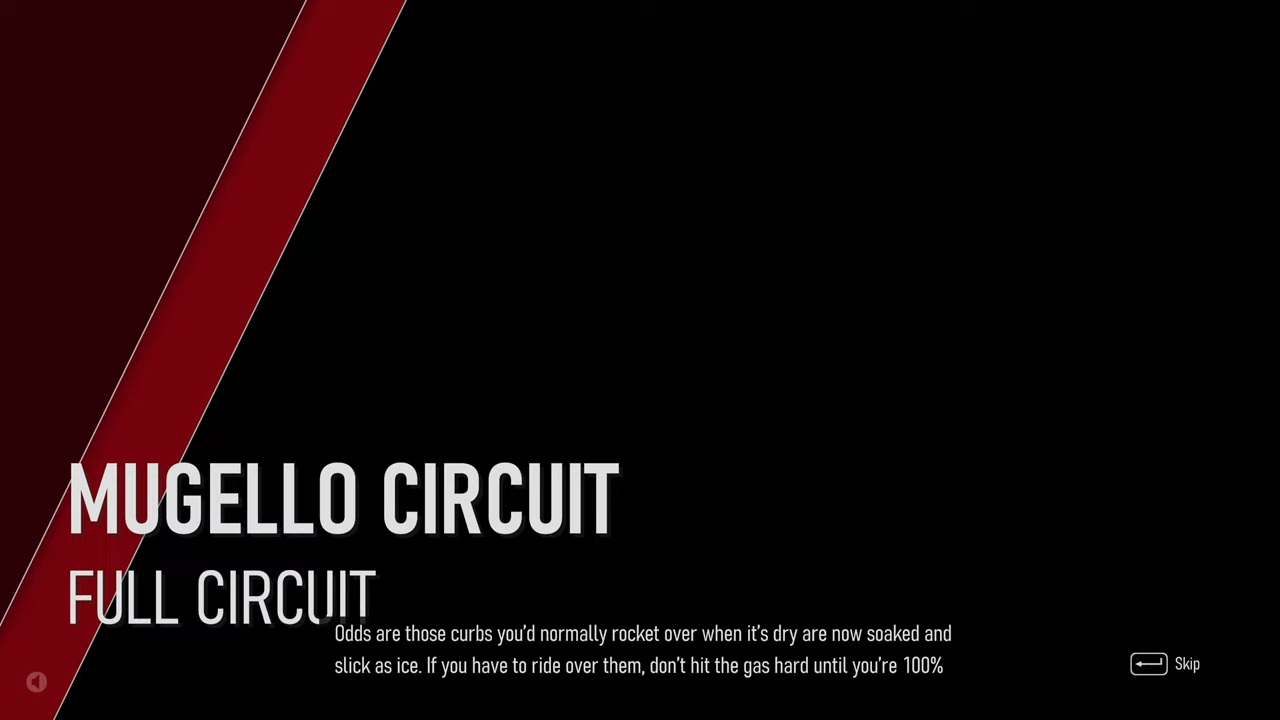 MUGELLO CIRCUIT
FULL CIRCUIT
Odds are those curbs you'd normally rocket over when it's dry are now soaked and
slick as ice. If you have to ride over them, don't hit the gas hard until you're 100%
Skip